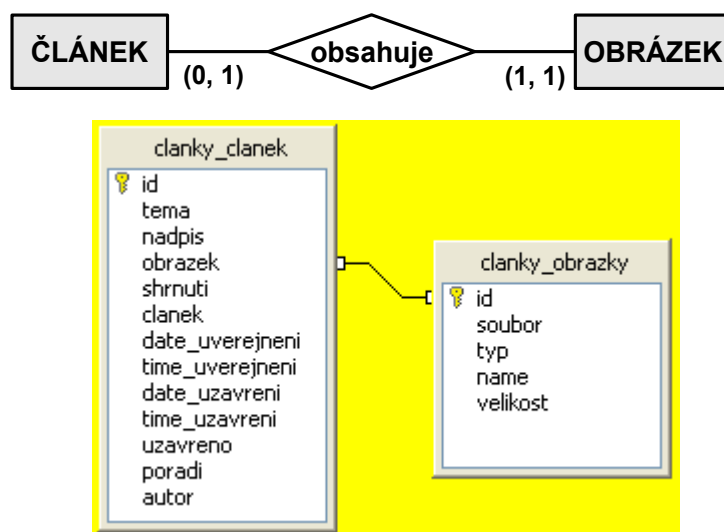 ČLÁNEK obsahuje OBRÁZEK
(0, 1) (1, 1)
clanky_clanek
id
tema
nadpis
obrazek
shrnuti
clanek
date_uverejneni
time_uverejneni
date_uzavreni
time_uzavreni
uzavreno
poradi
autor
clanky_obrazky
id
soubor
typ
name
velikost